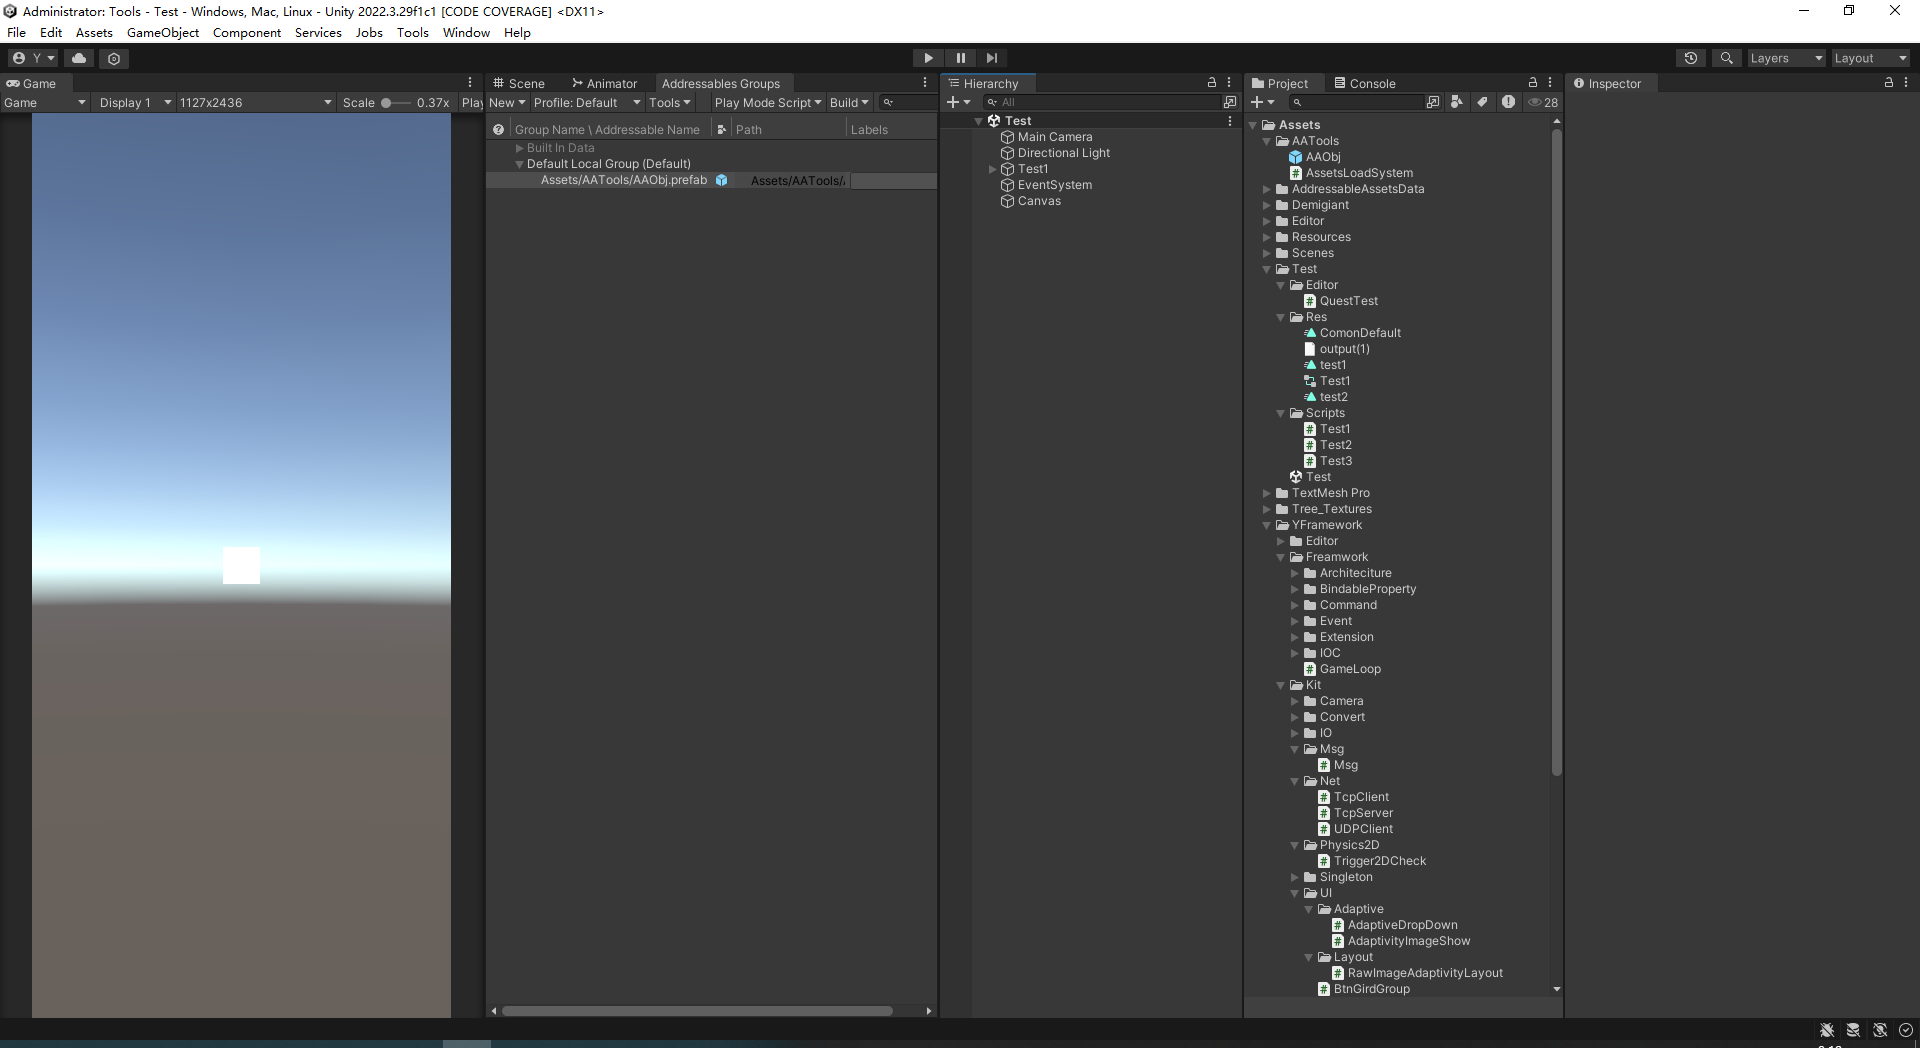 Administrator: Tools - Test - Windows, Mac, Linux - Unity 2022.3.29f1c1 [CODE COVERAGE] <DX11>
File Edit Assets GameObject Component Services Jobs Tools Window Help
Y Layers Layout
Game
Game Display 1 1127x2436 Scale 0.37x Play
Scene Animator Addressables Groups
New Profile: Default Tools Play Mode Script Build
Group Name \ Addressable Name Path Labels
Built In Data
Default Local Group (Default)
Assets/AATools/AAObj.prefab Assets/AATools/
Hierarchy
All
Test
Main Camera
Directional Light
Test1
EventSystem
Canvas
Project Console
28
Assets
AATools
AAObj
AssetsLoadSystem
AddressableAssetsData
Demigiant
Editor
Resources
Scenes
Test
Editor
QuestTest
Res
ComonDefault
output(1)
test1
Test1
test2
Scripts
Test1
Test2
Test3
Test
TextMesh Pro
Tree_Textures
YFramework
Editor
Freamwork
Architeciture
BindableProperty
Command
Event
Extension
IOC
GameLoop
Kit
Camera
Convert
IO
Msg
Msg
Net
TcpClient
TcpServer
UDPClient
Physics2D
Trigger2DCheck
Singleton
UI
Adaptive
AdaptiveDropDown
AdaptivityImageShow
Layout
RawImageAdaptivityLayout
BtnGirdGroup
Inspector